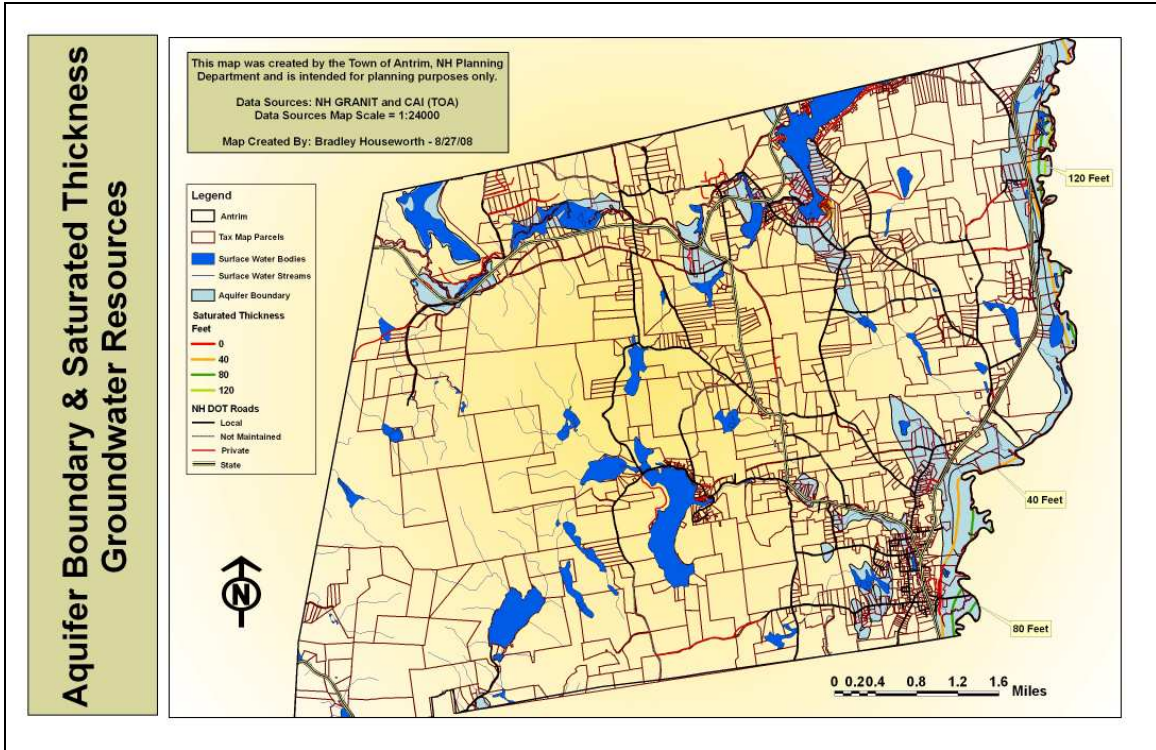 Aquifer Boundary & Saturated Thickness
Groundwater Resources
This map was created by the Town of Antrim, NH Planning
Department and is intended for planning purposes only.
Data Sources: NH GRANIT and CAI (TOA)
Data Sources Map Scale = 1:24000
Map Created By: Bradley Houseworth - 8/27/08
Legend
Antrim
Tax Map Parcels
Surface Water Bodies
Surface Water Streams
Aquifer Boundary
Saturated Thickness
Feet
0
40
80
120
NH DOT Roads
Local
Not Maintained
Private
State
N
120 Feet
40 Feet
80 Feet
0 0.20.4 0.8 1.2 1.6
Miles